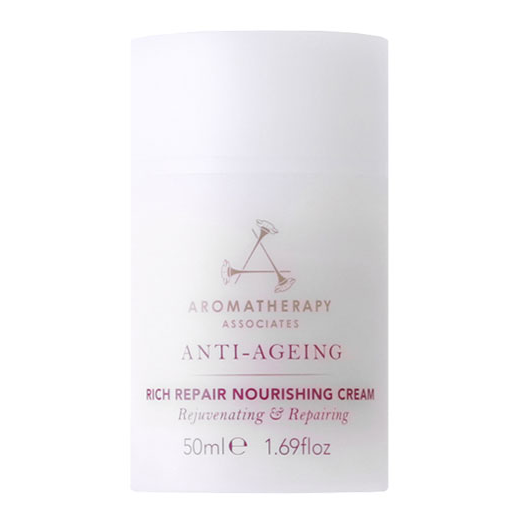 AROMATHERAPY
ASSOCIATES
ANTI-AGEING
RICH REPAIR NOURISHING CREAM
Rejuvenating & Repairing
50ml℮ 1.69floz